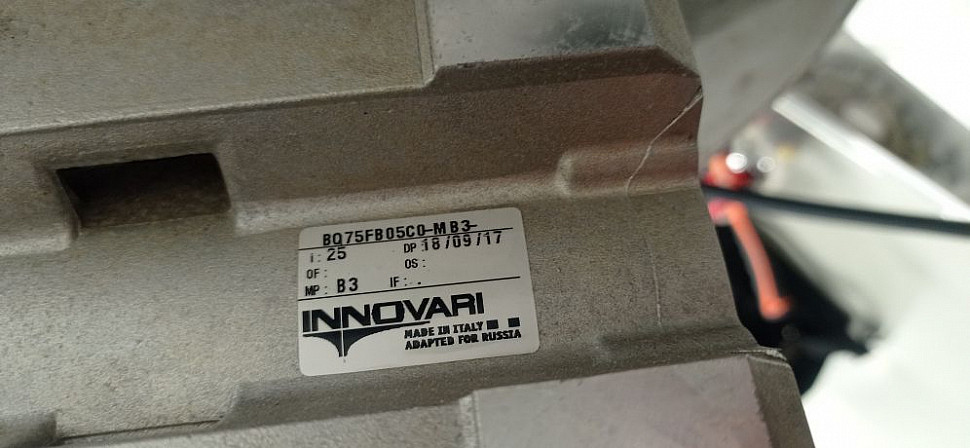 BQ75FB05C0-MB3-
i: 25 DP: 18/09/17
OF: OS:
MP: B3 IF: .
INNOVARI
MADE IN ITALY
ADAPTED FOR RUSSIA